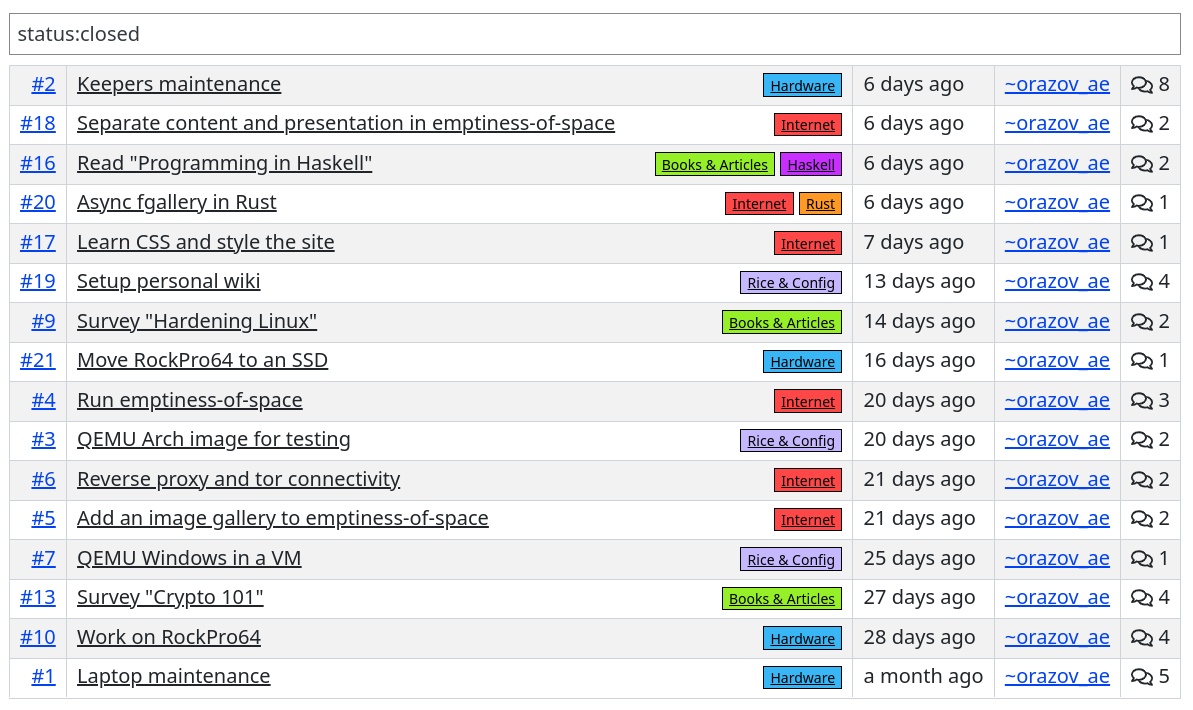 status:closed
#2 Keepers maintenance Hardware 6 days ago ~orazov_ae 8
#18 Separate content and presentation in emptiness-of-space Internet 6 days ago ~orazov_ae 2
#16 Read "Programming in Haskell" Books & Articles Haskell 6 days ago ~orazov_ae 2
#20 Async fgallery in Rust Internet Rust 6 days ago ~orazov_ae 1
#17 Learn CSS and style the site Internet 7 days ago ~orazov_ae 1
#19 Setup personal wiki Rice & Config 13 days ago ~orazov_ae 4
#9 Survey "Hardening Linux" Books & Articles 14 days ago ~orazov_ae 2
#21 Move RockPro64 to an SSD Hardware 16 days ago ~orazov_ae 1
#4 Run emptiness-of-space Internet 20 days ago ~orazov_ae 3
#3 QEMU Arch image for testing Rice & Config 20 days ago ~orazov_ae 2
#6 Reverse proxy and tor connectivity Internet 21 days ago ~orazov_ae 2
#5 Add an image gallery to emptiness-of-space Internet 21 days ago ~orazov_ae 2
#7 QEMU Windows in a VM Rice & Config 25 days ago ~orazov_ae 1
#13 Survey "Crypto 101" Books & Articles 27 days ago ~orazov_ae 4
#10 Work on RockPro64 Hardware 28 days ago ~orazov_ae 4
#1 Laptop maintenance Hardware a month ago ~orazov_ae 5